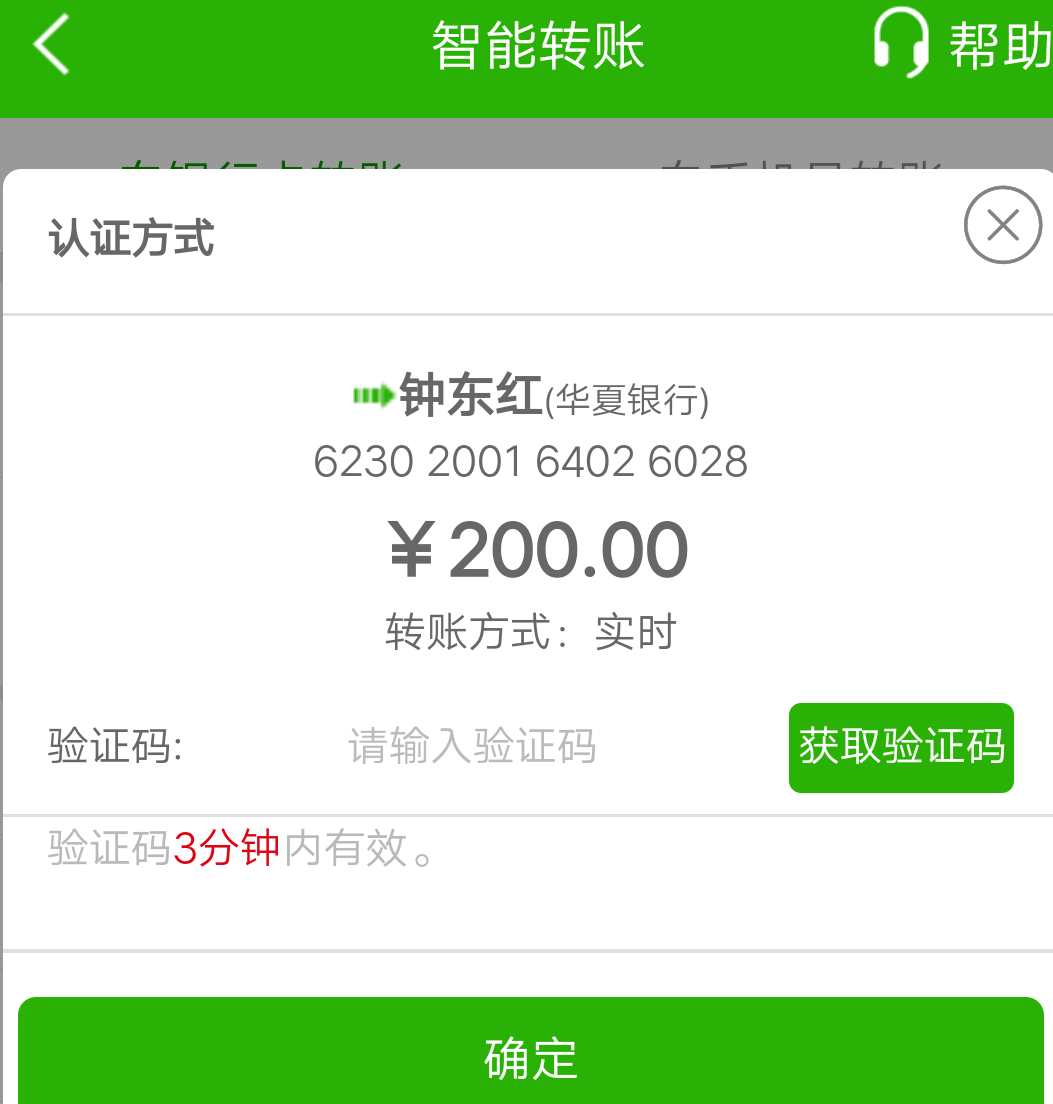 智能转账
帮助
认证方式
钟东红(华夏银行)
6230 2001 6402 6028
￥200.00
转账方式：实时
验证码:
请输入验证码
获取验证码
验证码3分钟内有效。
确定